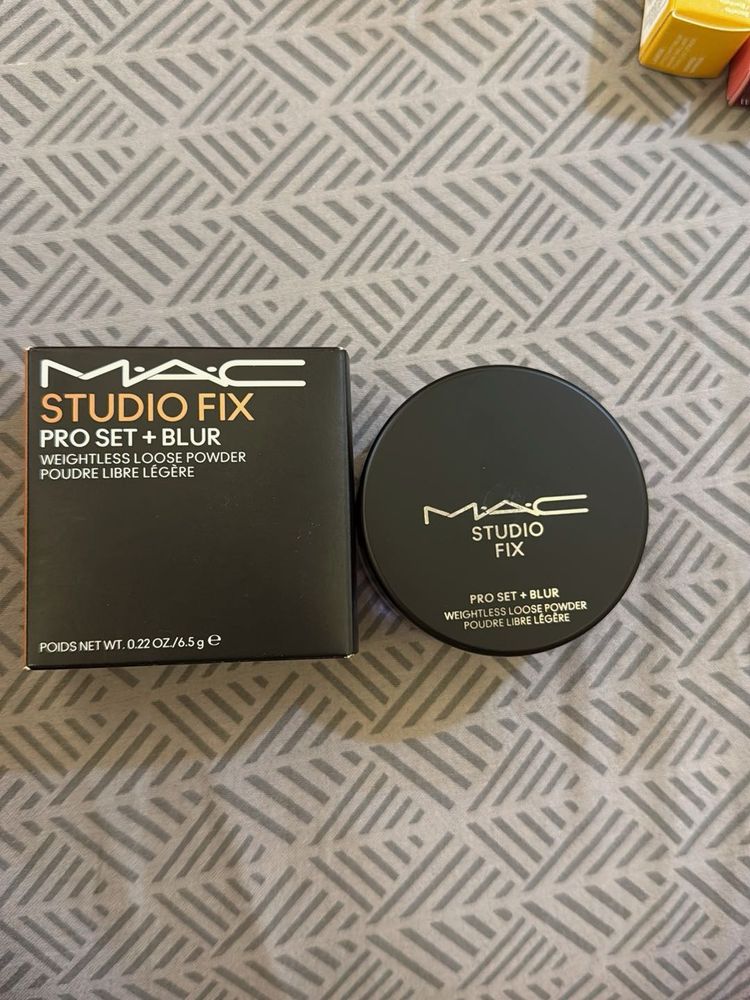 M·A·C
STUDIO FIX
PRO SET + BLUR
WEIGHTLESS LOOSE POWDER
POUDRE LIBRE LÉGÈRE
POIDS NET WT. 0.22 OZ./6.5 g ℮
M·A·C
STUDIO
FIX
PRO SET + BLUR
WEIGHTLESS LOOSE POWDER
POUDRE LIBRE LÉGÈRE